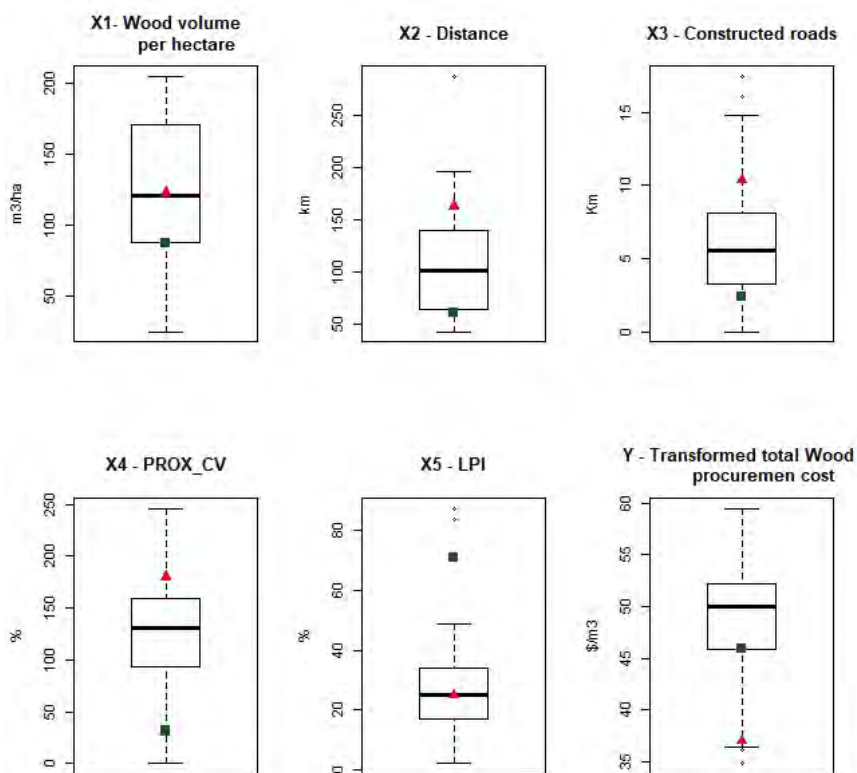 X1- Wood volume
per hectare
m3/ha
200
150
100
50
X2 - Distance
km
250
200
150
100
50
X3 - Constructed roads
Km
15
10
5
0
X4 - PROX_CV
%
250
200
150
100
50
0
X5 - LPI
%
80
60
40
20
0
Y - Transformed total Wood
procuremen cost
$/m3
60
55
50
45
40
35